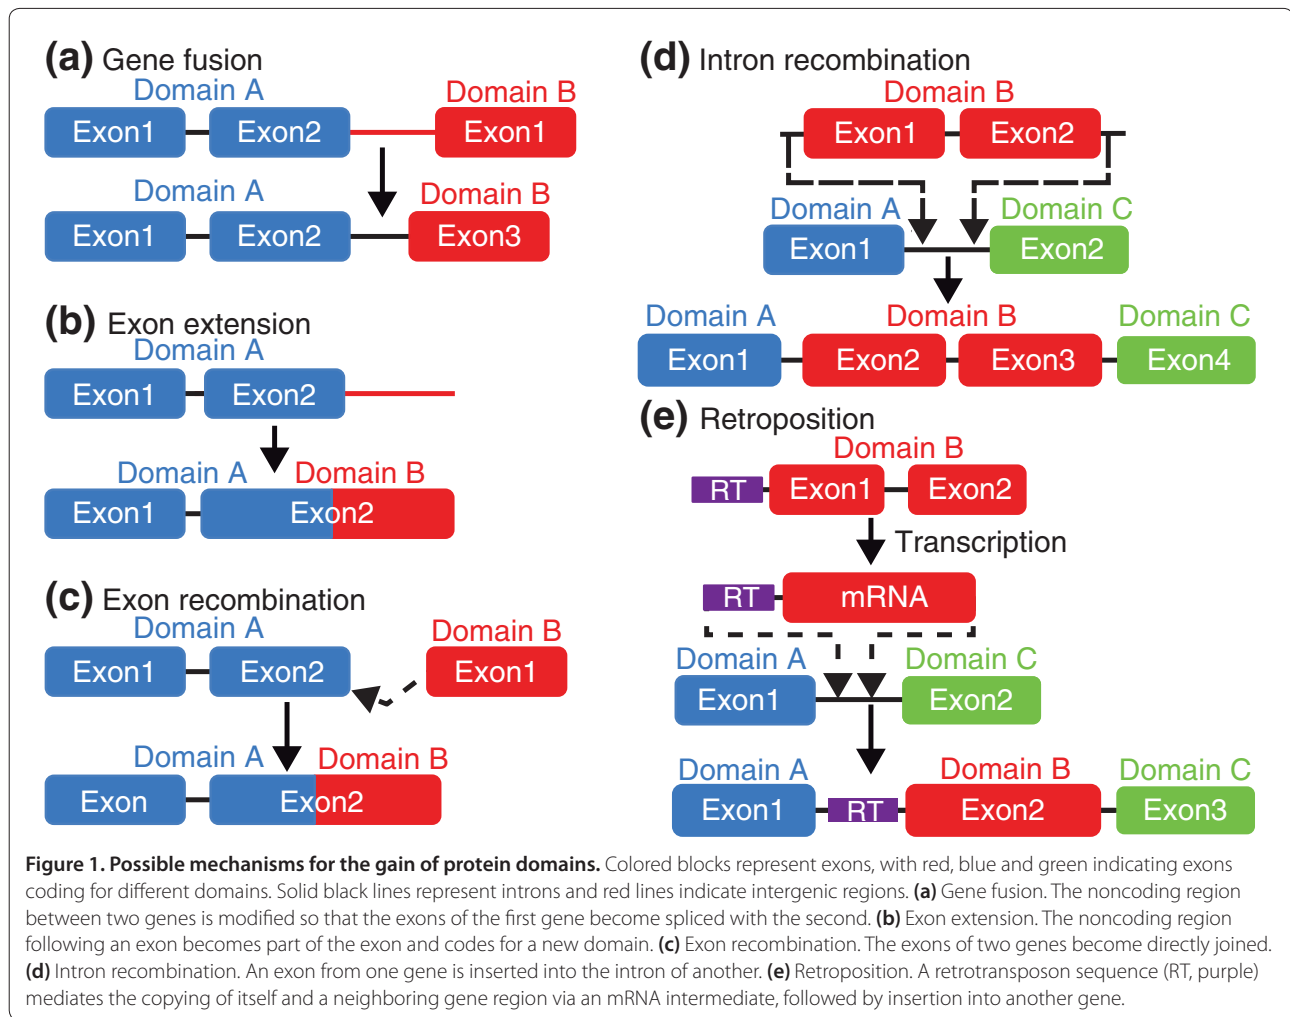 (a) Gene fusion
Domain A
Domain B
Exon1 Exon2 Exon1
Domain A
Domain B
Exon1 Exon2 Exon3
(b) Exon extension
Domain A
Exon1 Exon2
Domain A Domain B
Exon1 Exon2
(c) Exon recombination
Domain A Domain B
Exon1 Exon2 Exon1
Domain A Domain B
Exon Exon2
(d) Intron recombination
Domain B
Exon1 Exon2
Domain A Domain C
Exon1 Exon2
Domain A Domain B Domain C
Exon1 Exon2 Exon3 Exon4
(e) Retroposition
Domain B
RT Exon1 Exon2
Transcription
RT mRNA
Domain A Domain C
Exon1 Exon2
Domain A Domain B Domain C
Exon1 RT Exon2 Exon3
Figure 1. Possible mechanisms for the gain of protein domains. Colored blocks represent exons, with red, blue and green indicating exons
coding for different domains. Solid black lines represent introns and red lines indicate intergenic regions. (a) Gene fusion. The noncoding region
between two genes is modified so that the exons of the first gene become spliced with the second. (b) Exon extension. The noncoding region
following an exon becomes part of the exon and codes for a new domain. (c) Exon recombination. The exons of two genes become directly joined.
(d) Intron recombination. An exon from one gene is inserted into the intron of another. (e) Retroposition. A retrotransposon sequence (RT, purple)
mediates the copying of itself and a neighboring gene region via an mRNA intermediate, followed by insertion into another gene.